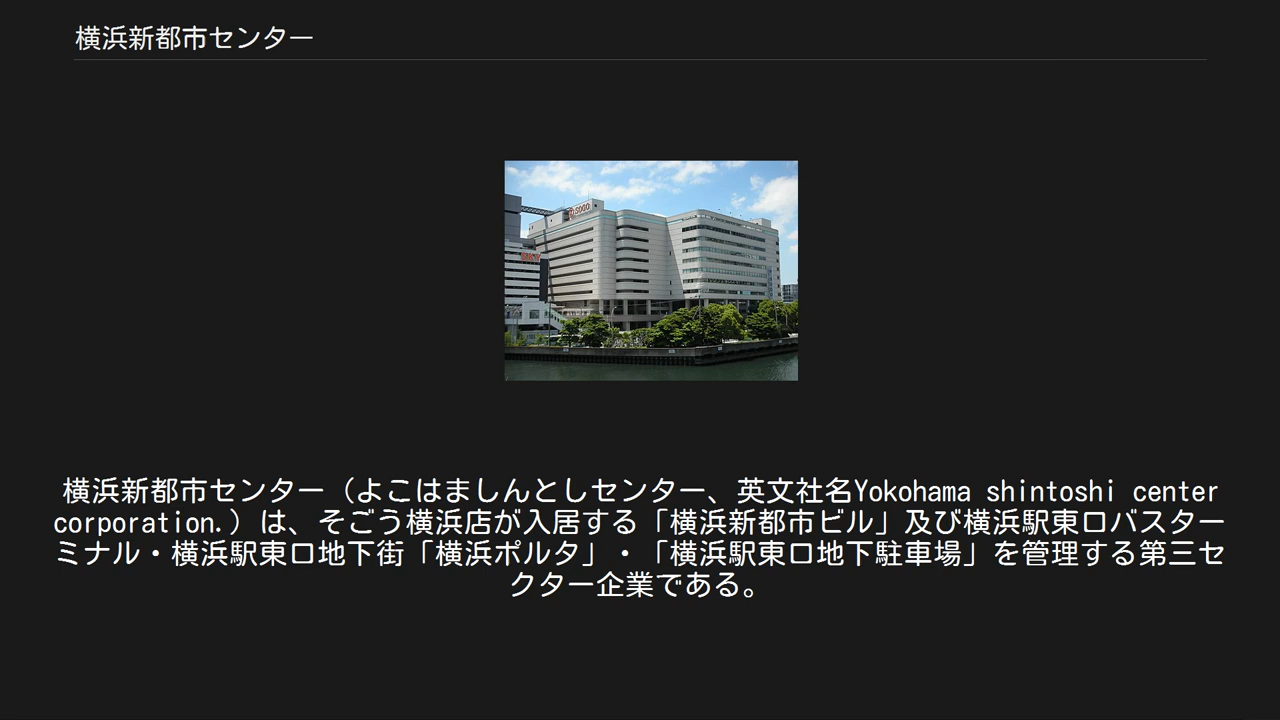 横浜新都市センター
SOGO
横浜新都市センター（よこはましんとしセンター、英文社名Yokohama shintoshi center
corporation.）は、そごう横浜店が入居する「横浜新都市ビル」及び横浜駅東口バスター
ミナル・横浜駅東口地下街「横浜ポルタ」・「横浜駅東口地下駐車場」を管理する第三セ
クター企業である。